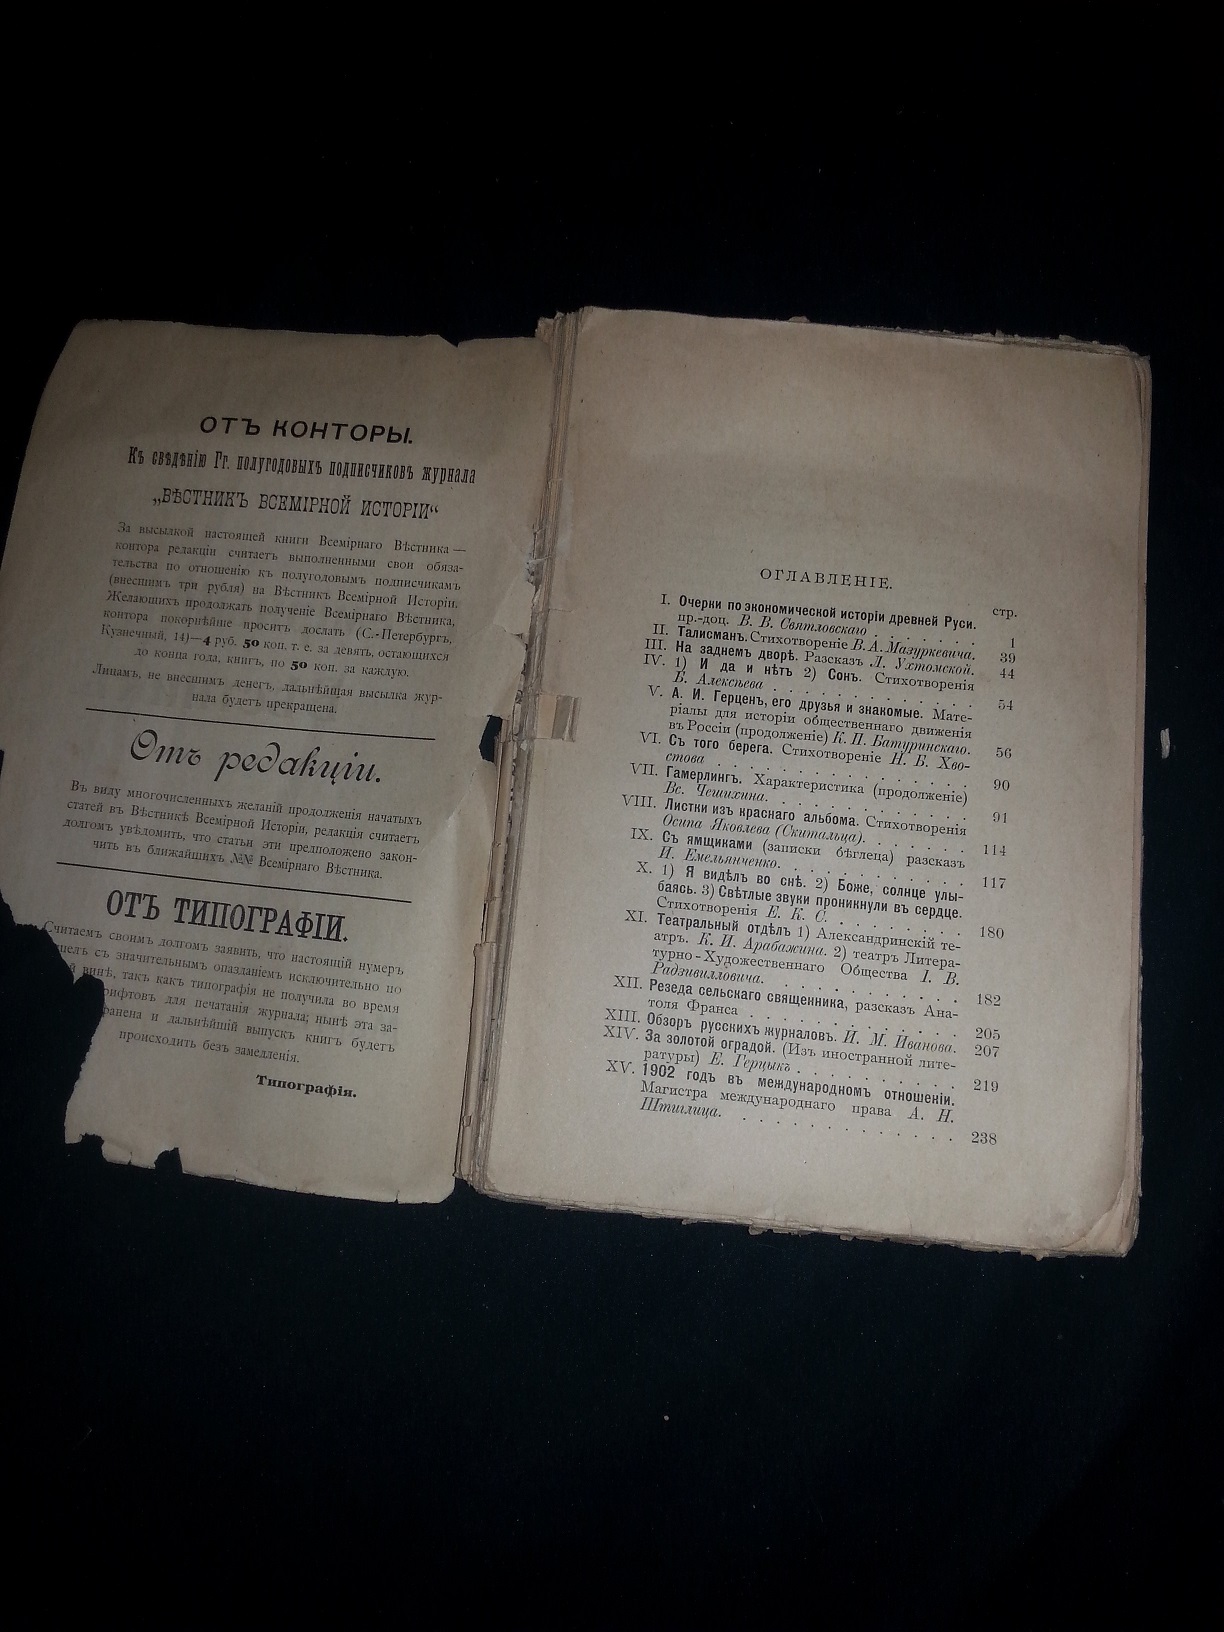 ОТЪ КОНТОРЫ.
Къ свѣдѣнію Гг. полугодовыхъ подписчиковъ журнала
„ВѢСТНИКЪ ВСЕМІРНОЙ ИСТОРІИ“
За высылкой настоящей книги Всемірнаго Вѣстника —
контора редакціи считаетъ выполненными свои обяза-
тельства по отношенію къ полугодовымъ подписчикамъ
(внесшимъ три рубля) на Вѣстникъ Всемірной Исторіи.
Желающихъ продолжать полученіе Всемірнаго Вѣстника,
контора покорнѣйше проситъ дослать (С.-Петербургъ,
Кузнечный, 14)—4 руб. 50 коп. т. е. за девять, остающихся
до конца года, книгъ, по 50 коп. за каждую.
Лицамъ, не внесшимъ денегъ, дальнѣйшая высылка жур-
нала будетъ прекращена.
Отъ редакціи.
Въ виду многочисленныхъ желаній продолженія начатыхъ
статей въ Вѣстникѣ Всемірной Исторіи, редакція считаетъ
долгомъ увѣдомить, что статьи эти предположено закон-
чить въ ближайшихъ №№ Всемірнаго Вѣстника.
ОТЪ ТИПОГРАФІИ.
Считаемъ своимъ долгомъ заявить, что настоящій нумеръ
шелъ съ значительнымъ опазданіемъ исключительно по
й винѣ, такъ какъ типографія не получила во время
рифтовъ для печатанія журнала; нынѣ эта за-
ранена и дальнѣйшій выпускъ книгъ будетъ
происходить безъ замедленія.
Типографія.
ОГЛАВЛЕНІЕ.
стр.
I. Очерки по экономической исторіи древней Руси.
пр.-доц. В. В. Святловскаго . . . . . . . 1
II. Талисманъ. Стихотвореніе В. А. Мазуркевича. 39
III. На заднемъ дворѣ. Разсказъ Л. Ухтомской. 44
IV. 1) И да и нѣтъ 2) Сонъ. Стихотворенія
Б. Алексѣева . . . . . . . . . . . 54
V. А. И. Герценъ, его друзья и знакомые. Мате-
ріалы для исторіи общественнаго движенія
въ Россіи (продолженіе) К. П. Батуринскаго. 56
VI. Съ того берега. Стихотвореніе Н. Б. Хво-
стова . . . . . . . . . . . . . 90
VII. Гамерлингъ. Характеристика (продолженіе)
Вс. Чешихина. . . . . . . . . . . 91
VIII. Листки изъ краснаго альбома. Стихотворенія
Осипа Яковлева (Скитальца). . . . . . . 114
IX. Съ ямщиками (записки бѣглеца) разсказъ
И. Емельянченко. . . . . . . . . . 117
X. 1) Я видѣлъ во снѣ. 2) Боже, солнце улы-
баясь. 3) Свѣтлые звуки проникнули въ сердце.
Стихотворенія Е. К. С. . . . . . . . 180
XI. Театральный отдѣлъ 1) Александринскій те-
атръ. К. И. Арабажина. 2) театръ Литера-
турно-Художественнаго Общества І. В.
Радзивилловича. . . . . . . . . . . 182
XII. Резеда сельскаго священника, разсказъ Ана-
толя Франса . . . . . . . . . . . 205
XIII. Обзоръ русскихъ журналовъ. И. М. Иванова. 207
XIV. За золотой оградой. (Изъ иностранной лите-
ратуры) Е. Герцыкъ . . . . . . . . . 219
XV. 1902 годъ въ международномъ отношеніи.
Магистра международнаго права А. Н.
Штиглица. . . . . . . . . . . . . 238